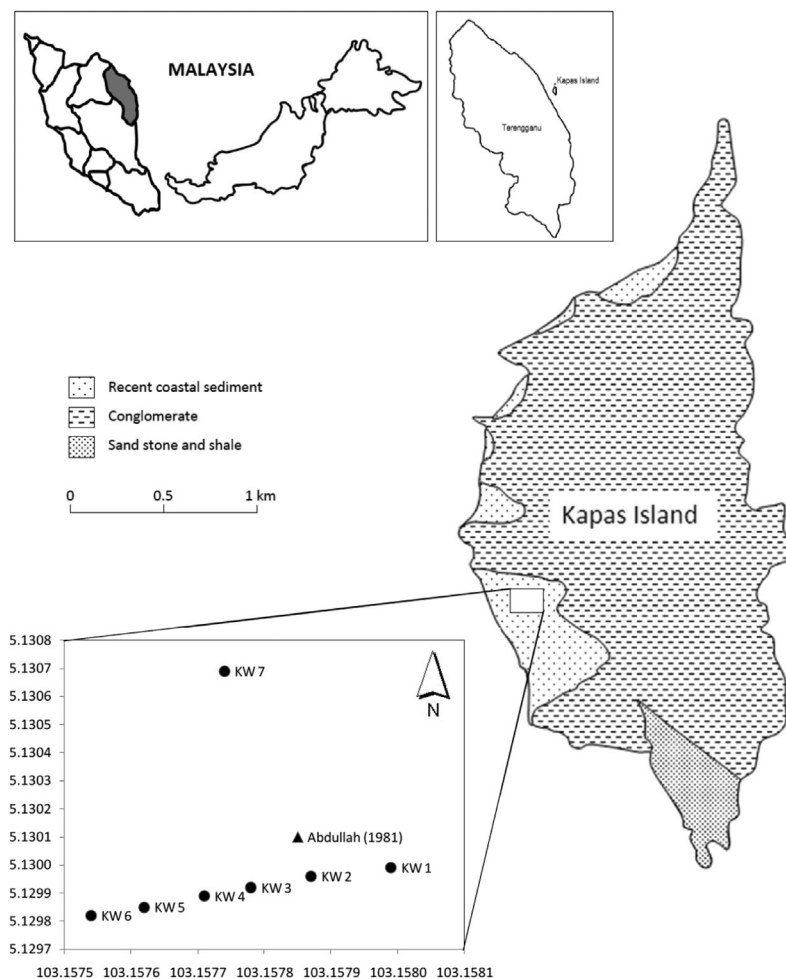 MALAYSIA
Kapas Island
Terengganu
Recent coastal sediment
Conglomerate
Sand stone and shale
0 0.5 1 km
Kapas Island
5.1308
5.1307
5.1306
5.1305
5.1304
5.1303
5.1302
5.1301
5.1300
5.1299
5.1298
5.1297
KW 7
N
Abdullah (1981)
KW 1
KW 2
KW 3
KW 4
KW 5
KW 6
103.1575 103.1576 103.1577 103.1578 103.1579 103.1580 103.1581